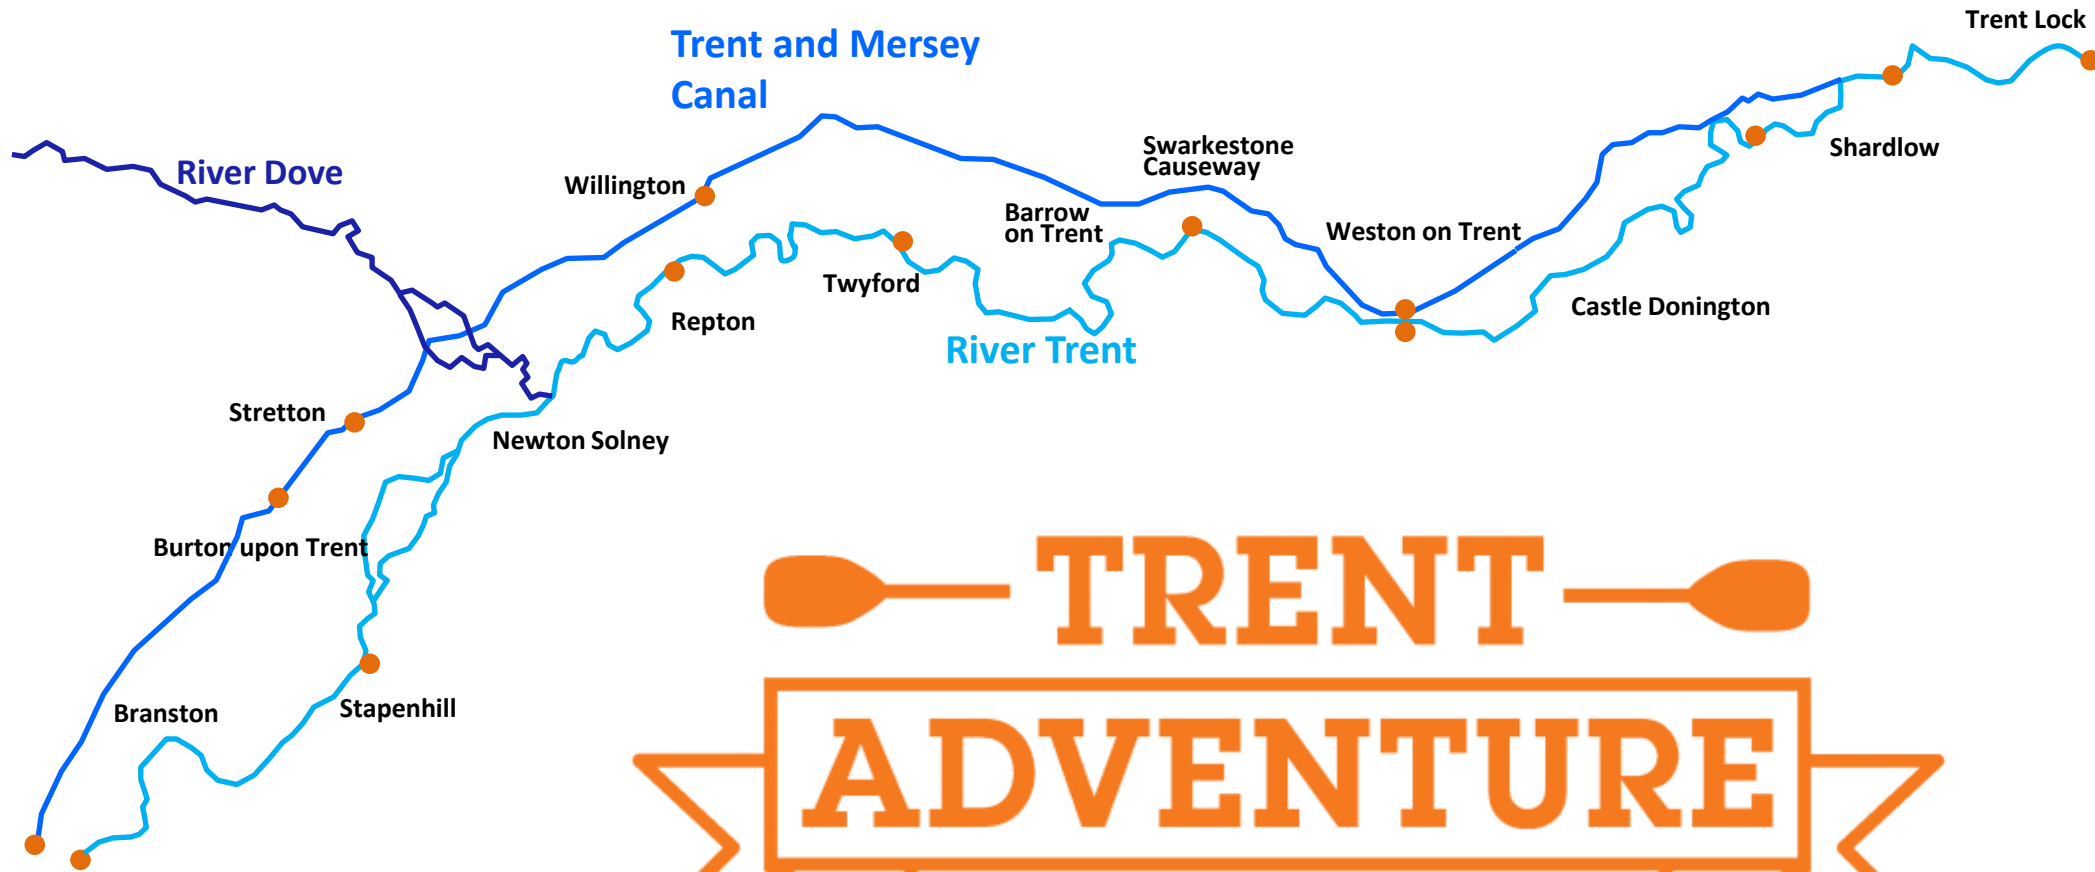 Trent Lock
Trent and Mersey
Canal
River Dove
Willington
Swarkestone
Causeway
Shardlow
Barrow
on Trent
Weston on Trent
Twyford
Castle Donington
Repton
River Trent
Stretton
Newton Solney
Burton upon Trent
Branston
Stapenhill
TRENT
ADVENTURE